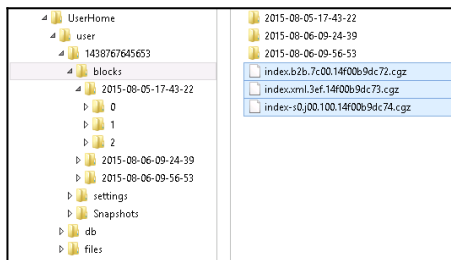 UserHome
user
1438767645653
blocks
2015-08-05-17-43-22
0
1
2
2015-08-06-09-24-39
2015-08-06-09-56-53
settings
Snapshots
db
files
2015-08-05-17-43-22
2015-08-06-09-24-39
2015-08-06-09-56-53
index.b2b.7c00.14f00b9dc72.cgz
index.xml.3ef.14f00b9dc73.cgz
index-s0.j00.100.14f00b9dc74.cgz